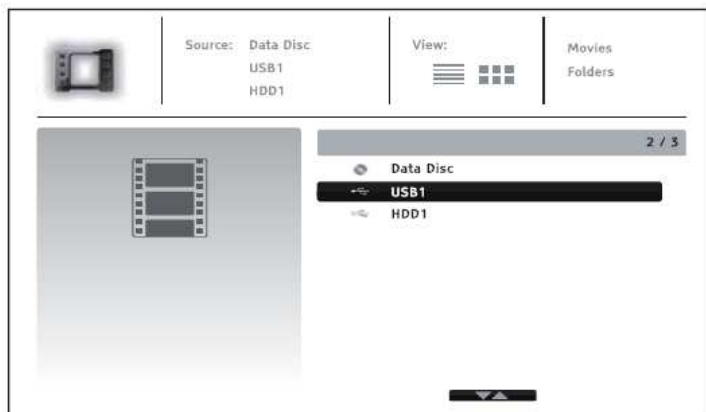 Source: Data Disc
USB1
HDD1
View:
Movies
Folders
2 / 3
Data Disc
USB1
HDD1